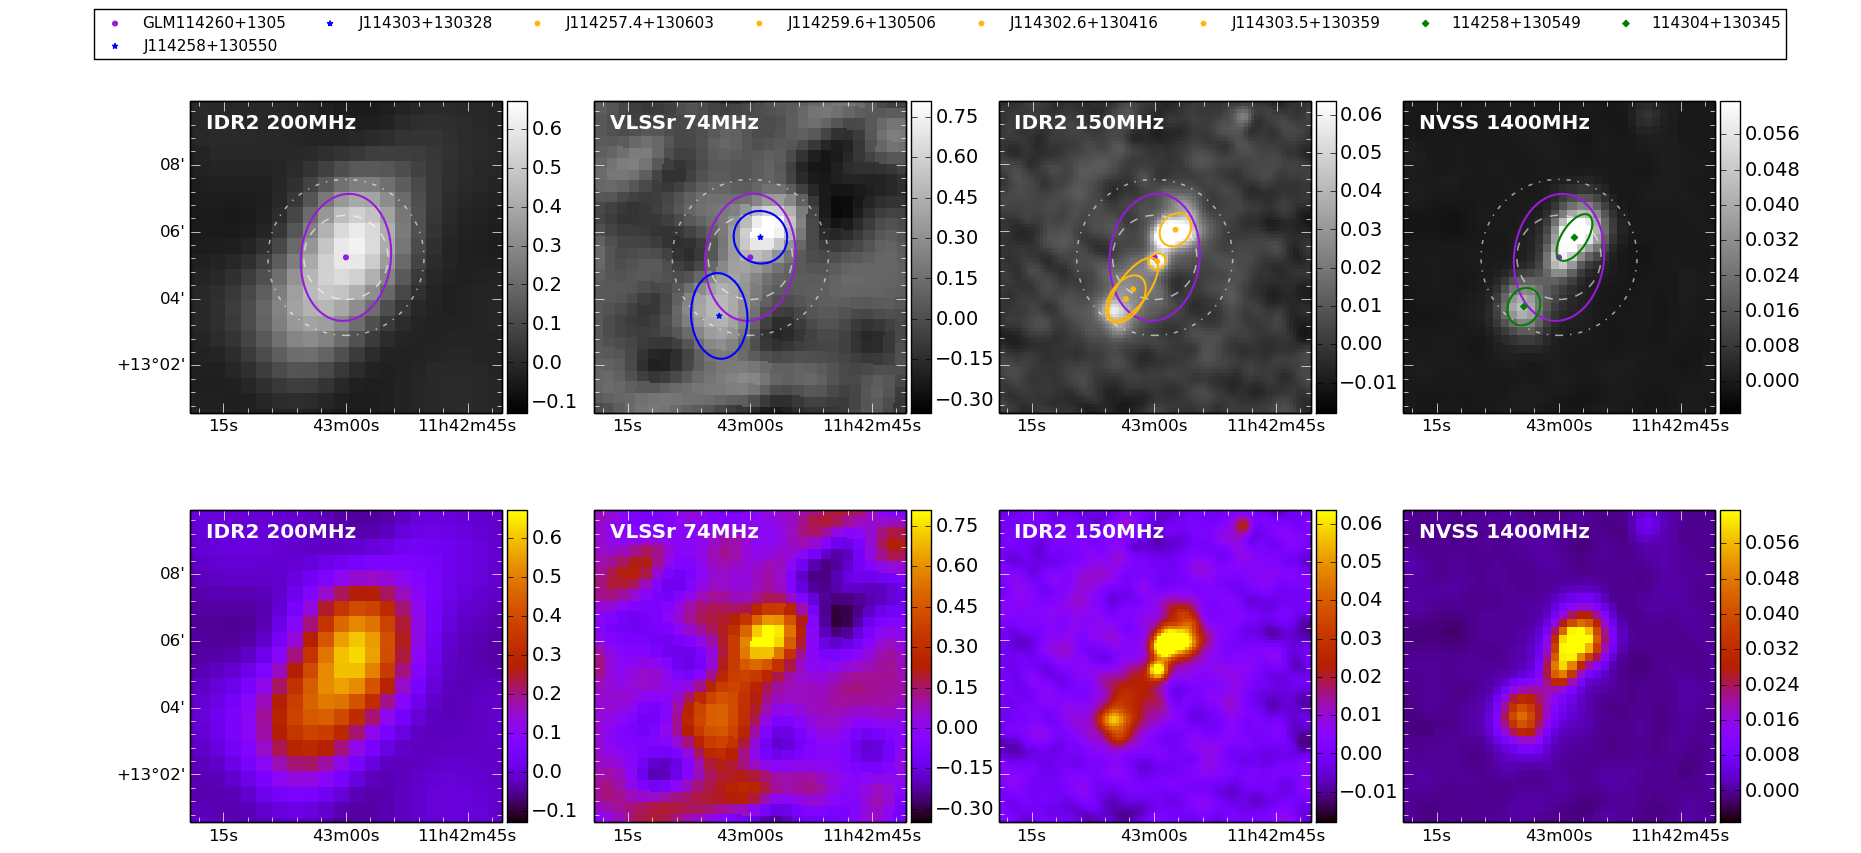 GLM114260+1305 J114303+130328 J114257.4+130603 J114259.6+130506 J114302.6+130416 J114303.5+130359 114258+130549 114304+130345
J114258+130550
IDR2 200MHz VLSSr 74MHz IDR2 150MHz NVSS 1400MHz
08' 06' 04' +13°02'
15s 43m00s 11h42m45s
0.6 0.5 0.4 0.3 0.2 0.1 0.0 −0.1
15s 43m00s 11h42m45s
0.75 0.60 0.45 0.30 0.15 0.00 −0.15 −0.30
15s 43m00s 11h42m45s
0.06 0.05 0.04 0.03 0.02 0.01 0.00 −0.01
15s 43m00s 11h42m45s
0.056 0.048 0.040 0.032 0.024 0.016 0.008 0.000
IDR2 200MHz VLSSr 74MHz IDR2 150MHz NVSS 1400MHz
08' 06' 04' +13°02'
15s 43m00s 11h42m45s
0.6 0.5 0.4 0.3 0.2 0.1 0.0 −0.1
15s 43m00s 11h42m45s
0.75 0.60 0.45 0.30 0.15 0.00 −0.15 −0.30
15s 43m00s 11h42m45s
0.06 0.05 0.04 0.03 0.02 0.01 0.00 −0.01
15s 43m00s 11h42m45s
0.056 0.048 0.040 0.032 0.024 0.016 0.008 0.000